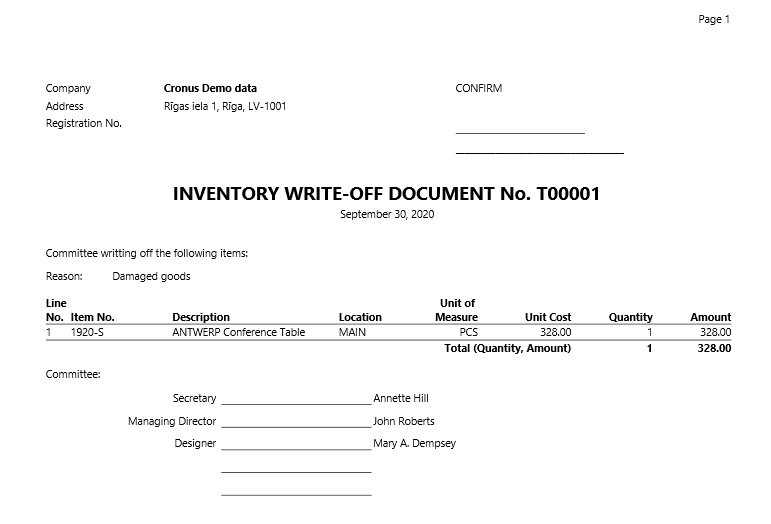 Page 1
Company Cronus Demo data CONFIRM
Address Rīgas iela 1, Rīga, LV-1001
Registration No.
INVENTORY WRITE-OFF DOCUMENT No. T00001
September 30, 2020
Committee writting off the following items:
Reason: Damaged goods
Line Unit of
No. Item No. Description Location Measure Unit Cost Quantity Amount
1 1920-S ANTWERP Conference Table MAIN PCS 328.00 1 328.00
Total (Quantity, Amount) 1 328.00
Committee:
Secretary Annette Hill
Managing Director John Roberts
Designer Mary A. Dempsey